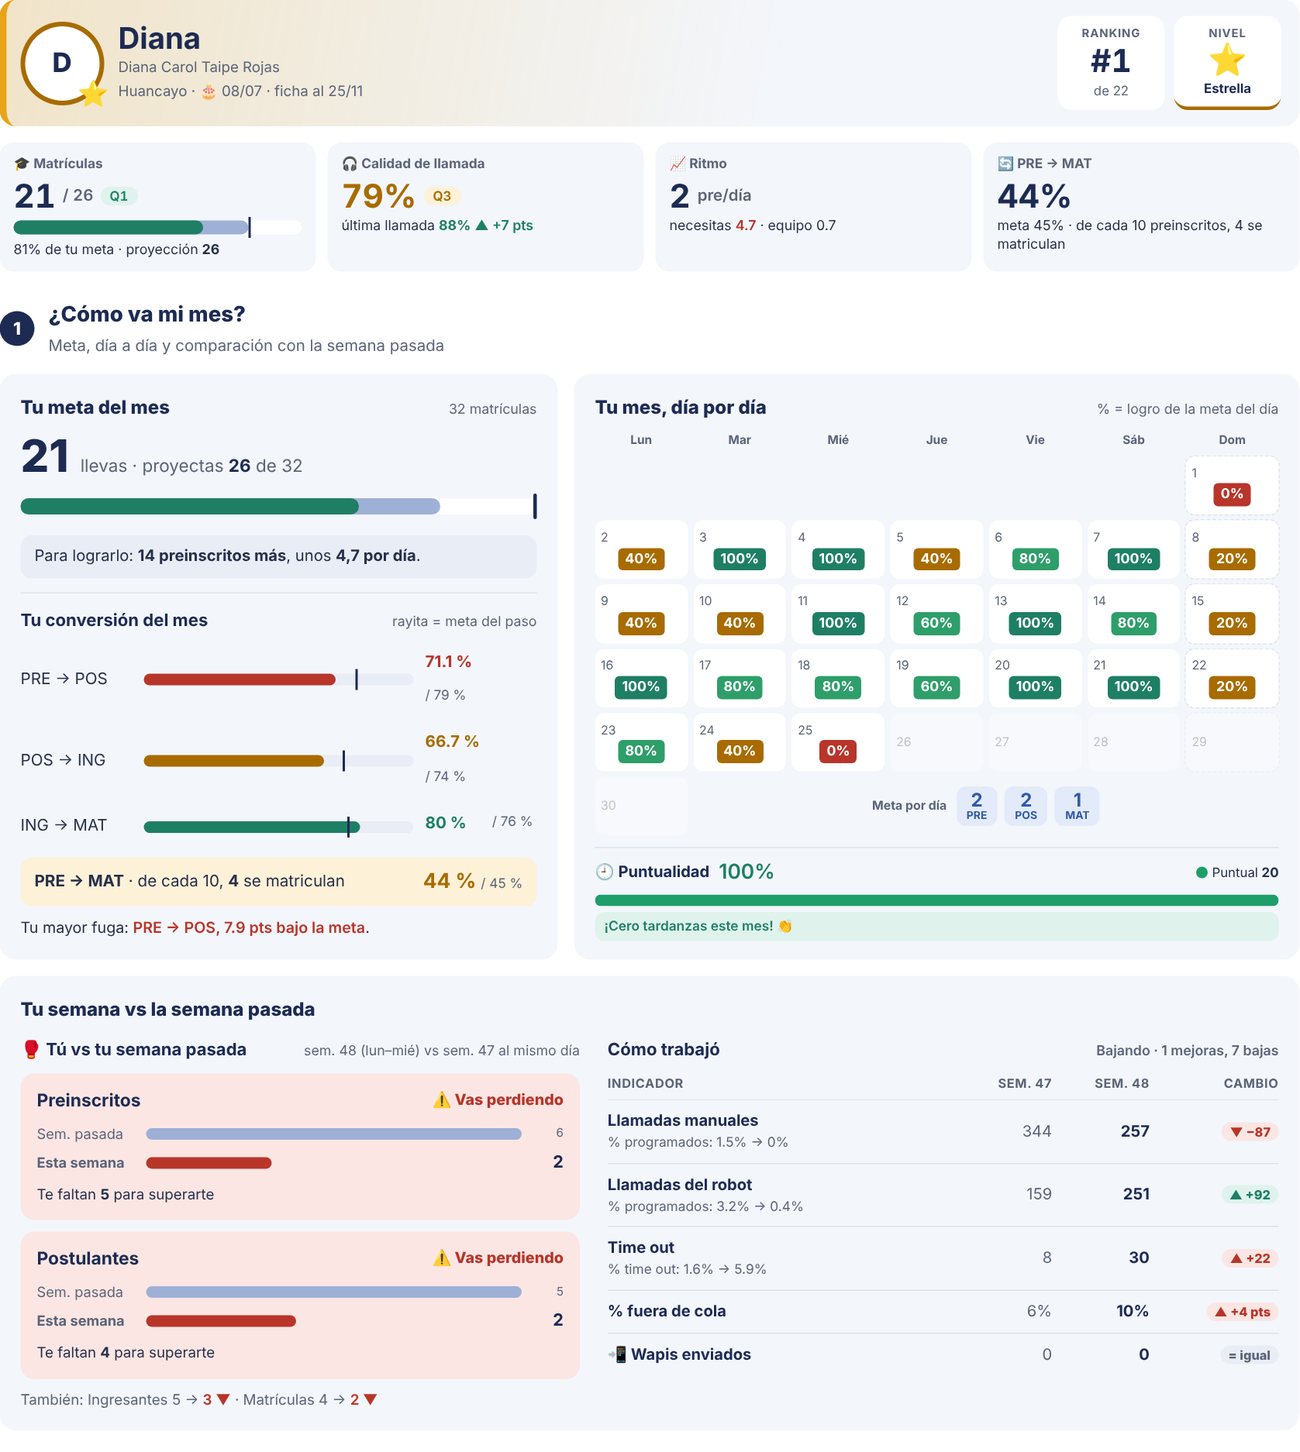 D
Diana
Diana Carol Taipe Rojas
Huancayo · 🎂 08/07 · ficha al 25/11
RANKING
#1
de 22
NIVEL
⭐
Estrella
🎓 Matrículas
21 / 26 Q1
81% de tu meta · proyección 26
🎧 Calidad de llamada
79% Q3
última llamada 88% ▲ +7 pts
📈 Ritmo
2 pre/día
necesitas 4.7 · equipo 0.7
🔄 PRE → MAT
44%
meta 45% · de cada 10 preinscritos, 4 se
matriculan
1
¿Cómo va mi mes?
Meta, día a día y comparación con la semana pasada
Tu meta del mes 32 matrículas
21 llevas · proyectas 26 de 32
Para lograrlo: 14 preinscritos más, unos 4,7 por día.
Tu conversión del mes rayita = meta del paso
PRE → POS 71.1 % / 79 %
POS → ING 66.7 % / 74 %
ING → MAT 80 % / 76 %
PRE → MAT · de cada 10, 4 se matriculan 44 % / 45 %
Tu mayor fuga: PRE → POS, 7.9 pts bajo la meta.
Tu mes, día por día % = logro de la meta del día
Lun Mar Mié Jue Vie Sáb Dom
1
0%
2 3 4 5 6 7 8
40% 100% 100% 40% 80% 100% 20%
9 10 11 12 13 14 15
40% 40% 100% 60% 100% 80% 20%
16 17 18 19 20 21 22
100% 80% 80% 60% 100% 100% 20%
23 24 25 26 27 28 29
80% 40% 0%
30
Meta por día 2 PRE 2 POS 1 MAT
🕘 Puntualidad 100% Puntual 20
¡Cero tardanzas este mes! 👏
Tu semana vs la semana pasada
🥊 Tú vs tu semana pasada sem. 48 (lun–mié) vs sem. 47 al mismo día
Preinscritos ⚠️ Vas perdiendo
Sem. pasada 6
Esta semana 2
Te faltan 5 para superarte
Postulantes ⚠️ Vas perdiendo
Sem. pasada 5
Esta semana 2
Te faltan 4 para superarte
También: Ingresantes 5 → 3 ▼ · Matrículas 4 → 2 ▼
Cómo trabajó Bajando · 1 mejoras, 7 bajas
INDICADOR SEM. 47 SEM. 48 CAMBIO
Llamadas manuales 344 257 ▼ −87
% programados: 1.5% → 0%
Llamadas del robot 159 251 ▲ +92
% programados: 3.2% → 0.4%
Time out 8 30 ▲ +22
% time out: 1.6% → 5.9%
% fuera de cola 6% 10% ▲ +4 pts
📲 Wapis enviados 0 0 = igual